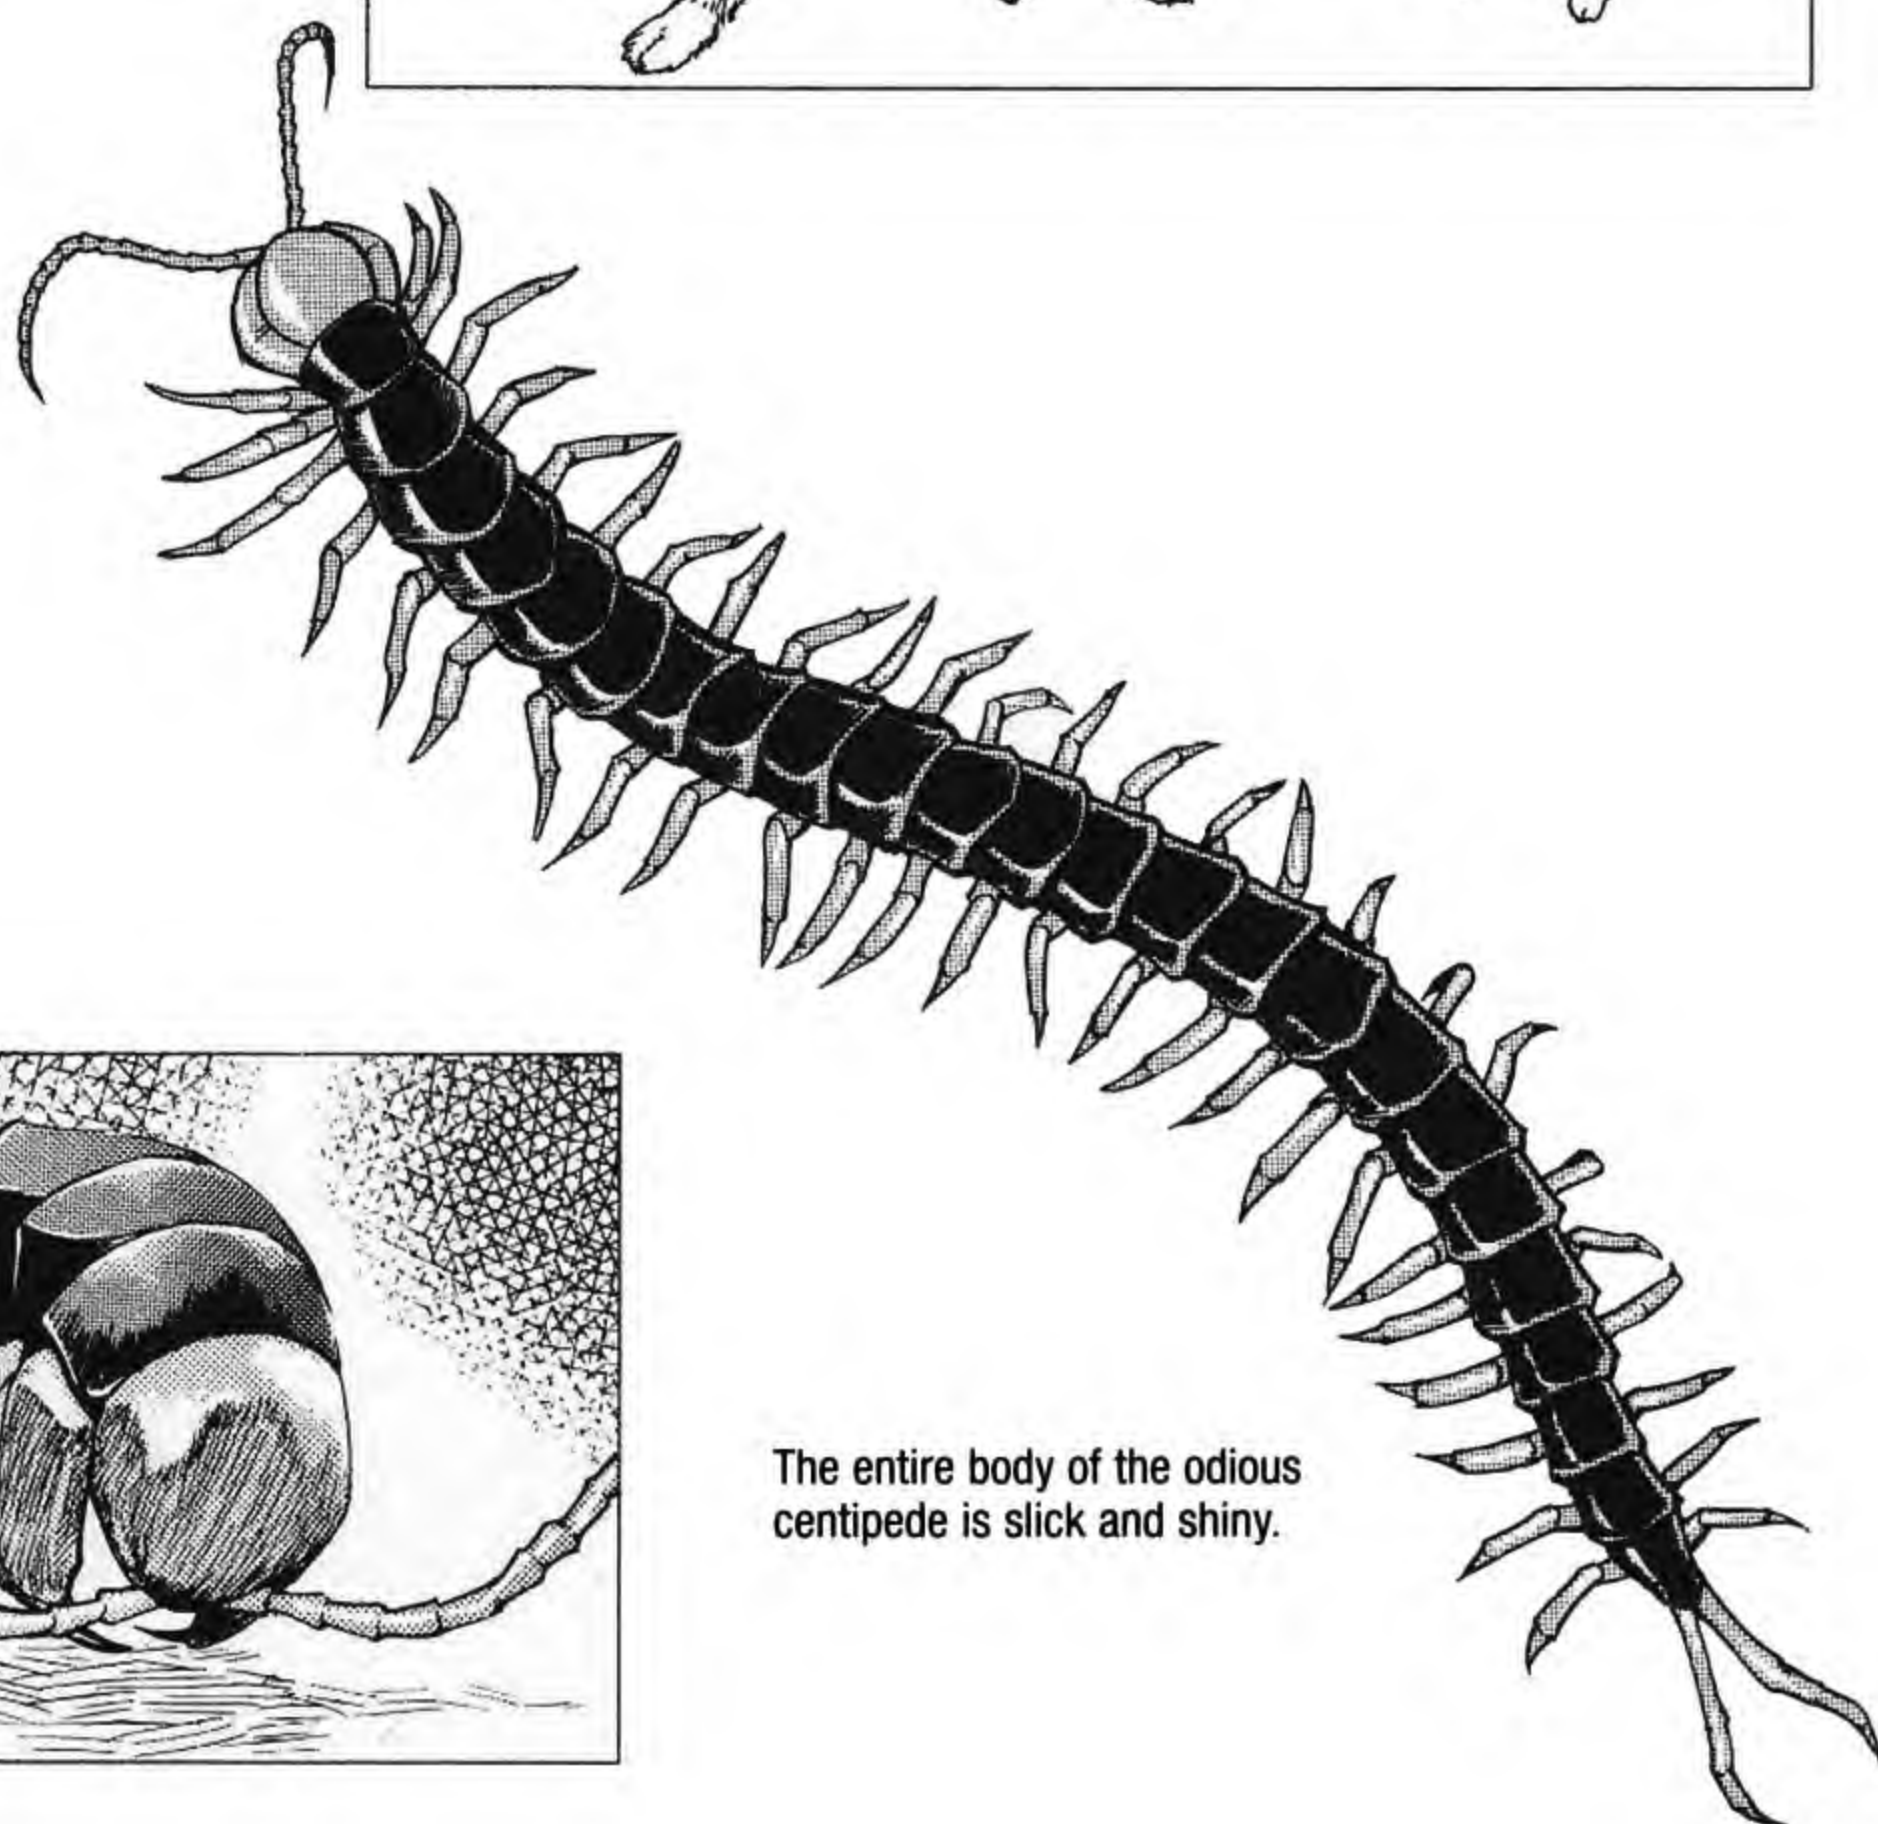 The entire body of the odious
centipede is slick and shiny.